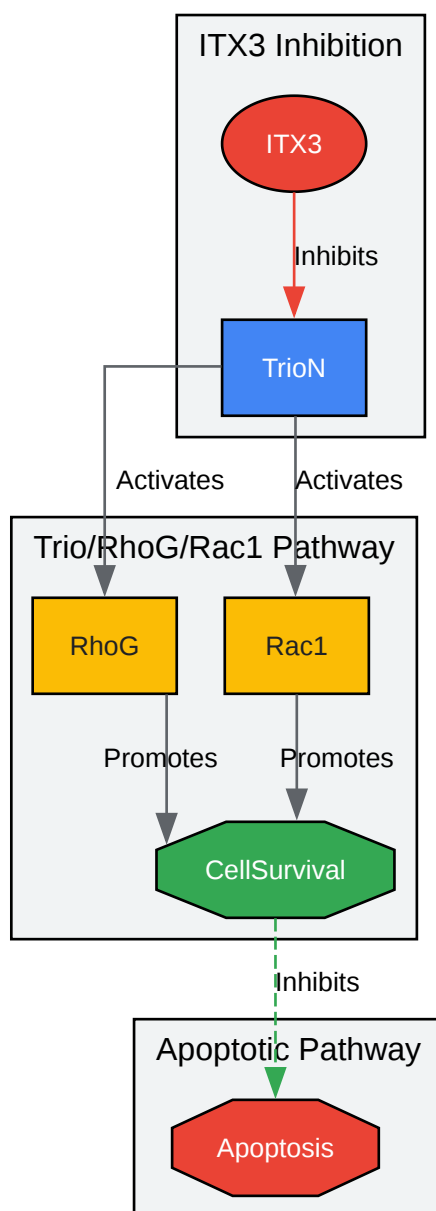 ITX3 Inhibition
ITX3
Inhibits
TrioN
Activates
Activates
Trio/RhoG/Rac1 Pathway
RhoG
Rac1
Promotes
Promotes
CellSurvival
Inhibits
Apoptotic Pathway
Apoptosis